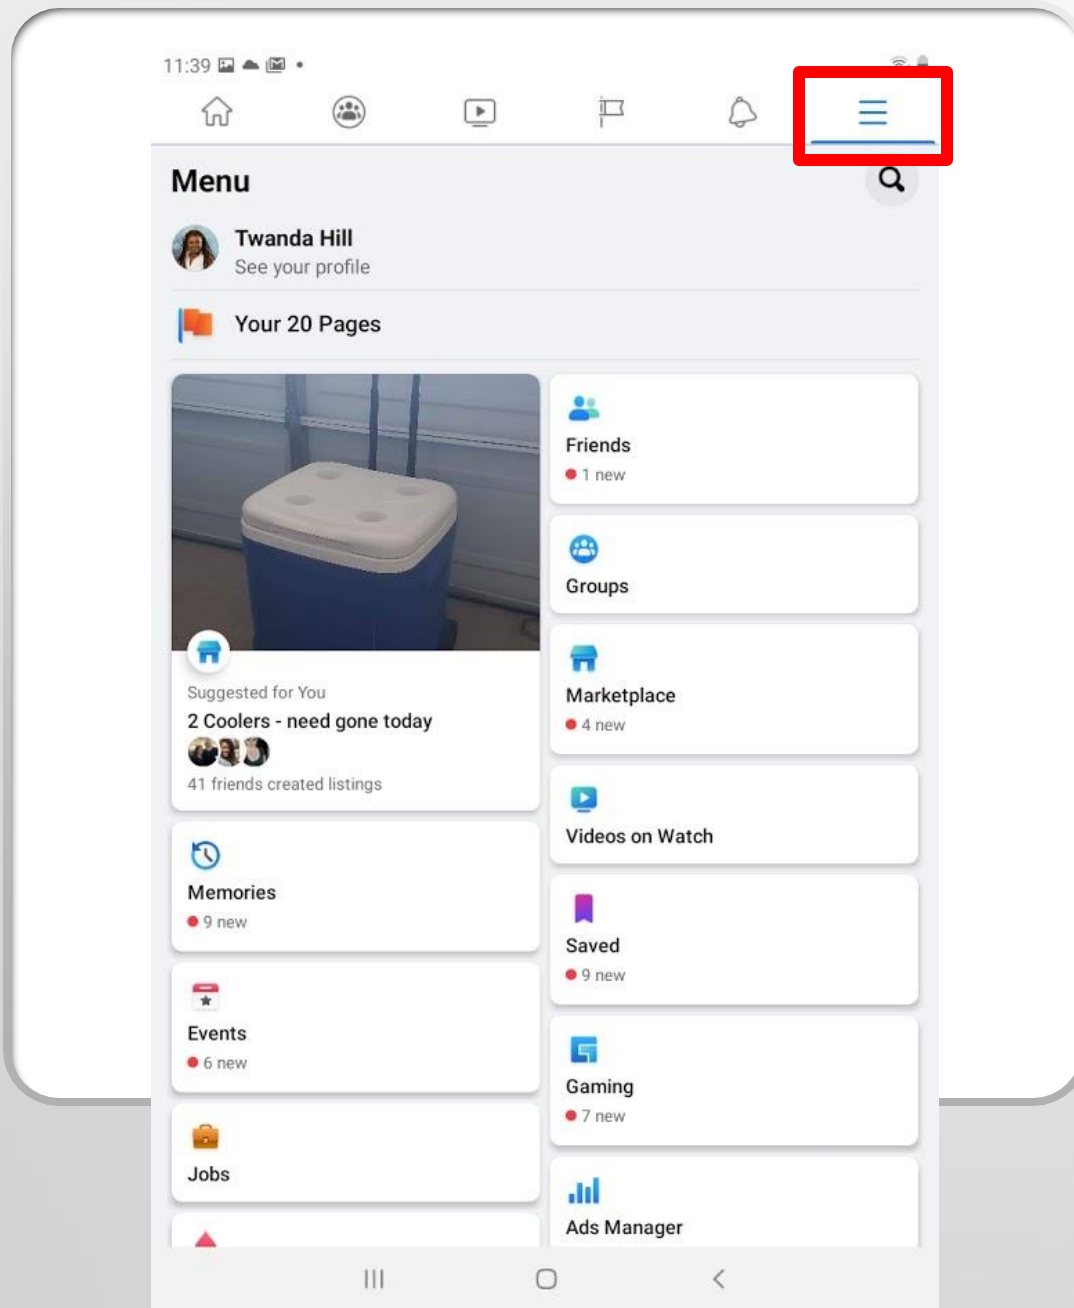 11:39
Menu
Twanda Hill
See your profile
Your 20 Pages
Suggested for You
2 Coolers - need gone today
41 friends created listings
Memories
9 new
Events
6 new
Jobs
Friends
1 new
Groups
Marketplace
4 new
Videos on Watch
Saved
9 new
Gaming
7 new
Ads Manager